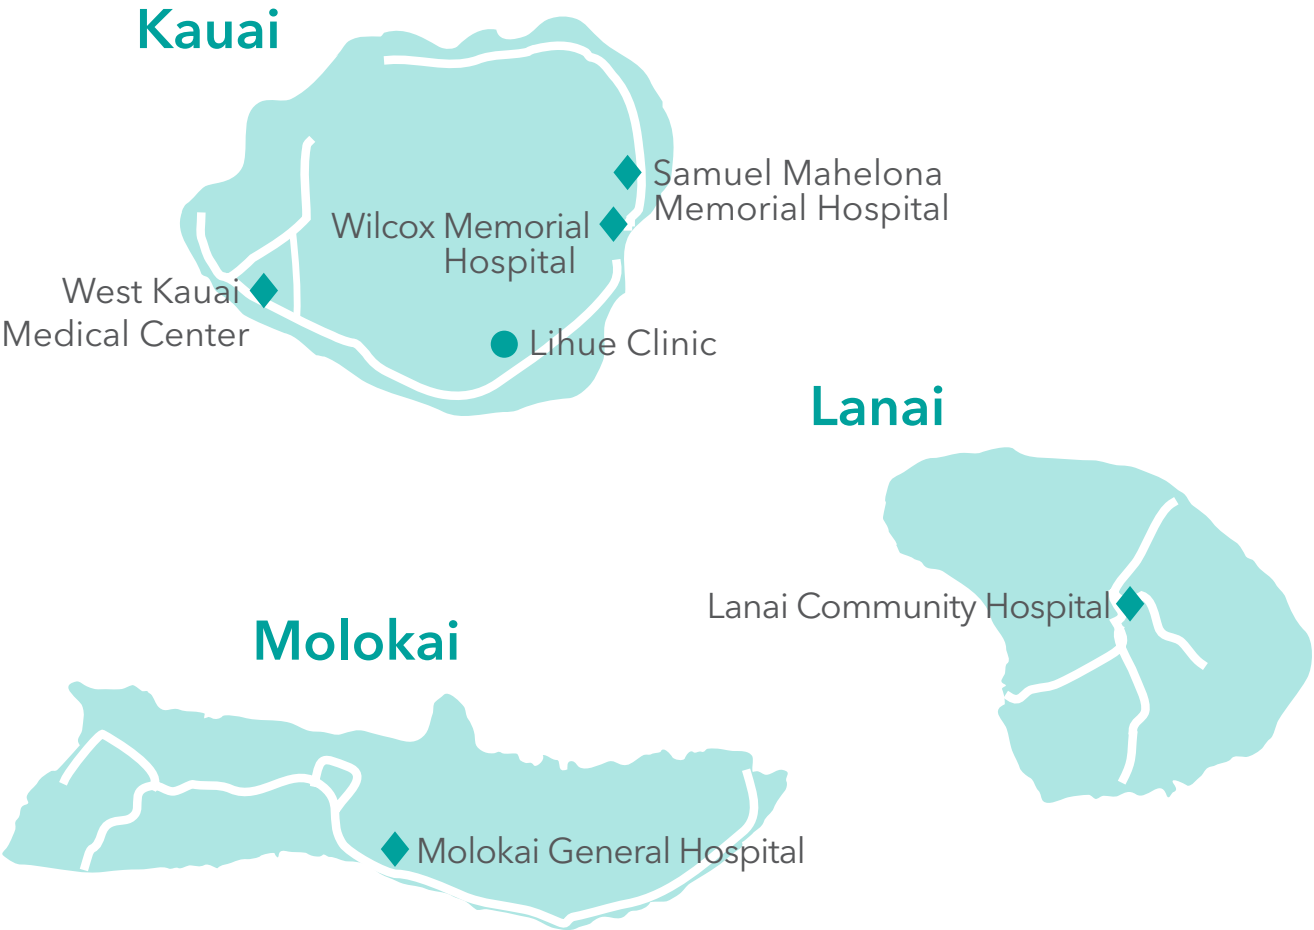 Kauai
Samuel Mahelona
Memorial Hospital
Wilcox Memorial
Hospital
West Kauai
Medical Center
Lihue Clinic
Lanai
Lanai Community Hospital
Molokai
Molokai General Hospital